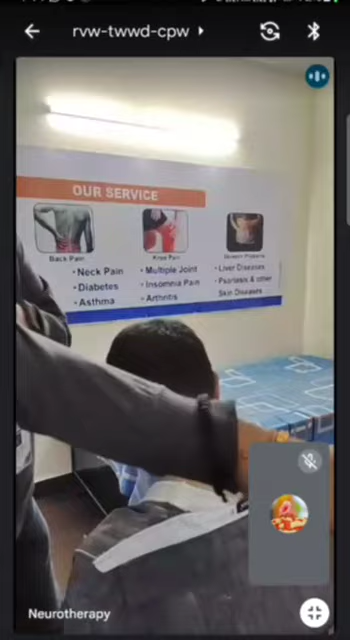 rvw-twwd-cpw
OUR SERVICE
Back Pain
Knee Pain
• Neck Pain
• Diabetes
• Asthma
• Multiple Joint
• Insomnia Pain
• Arthritis
• Liver Diseases
• Psoriasis & other
Skin Diseases
Neurotherapy